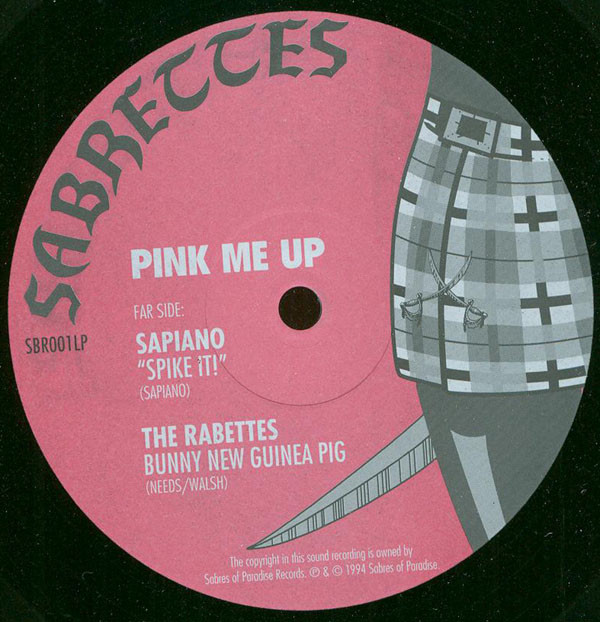 SABRETTES
PINK ME UP
FAR SIDE:
SBR001LP
SAPIANO
"SPIKE IT!"
(SAPIANO)
THE RABETTES
BUNNY NEW GUINEA PIG
(NEEDS/WALSH)
The copyright in this sound recording is owned by
Sabres of Paradise Records. ℗ & © 1994 Sabres of Paradise.